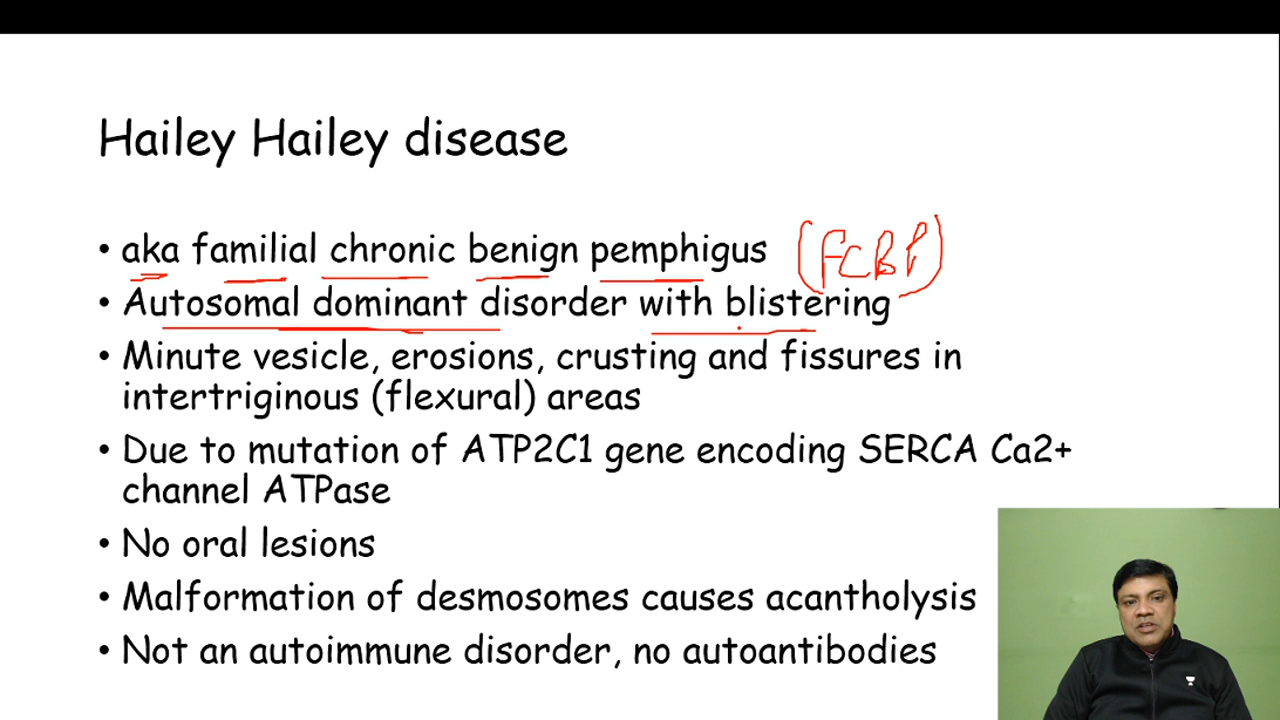 Hailey Hailey disease
• aka familial chronic benign pemphigus (FCBP)
• Autosomal dominant disorder with blistering
• Minute vesicle, erosions, crusting and fissures in
intertriginous (flexural) areas
• Due to mutation of ATP2C1 gene encoding SERCA Ca2+
channel ATPase
• No oral lesions
• Malformation of desmosomes causes acantholysis
• Not an autoimmune disorder, no autoantibodies